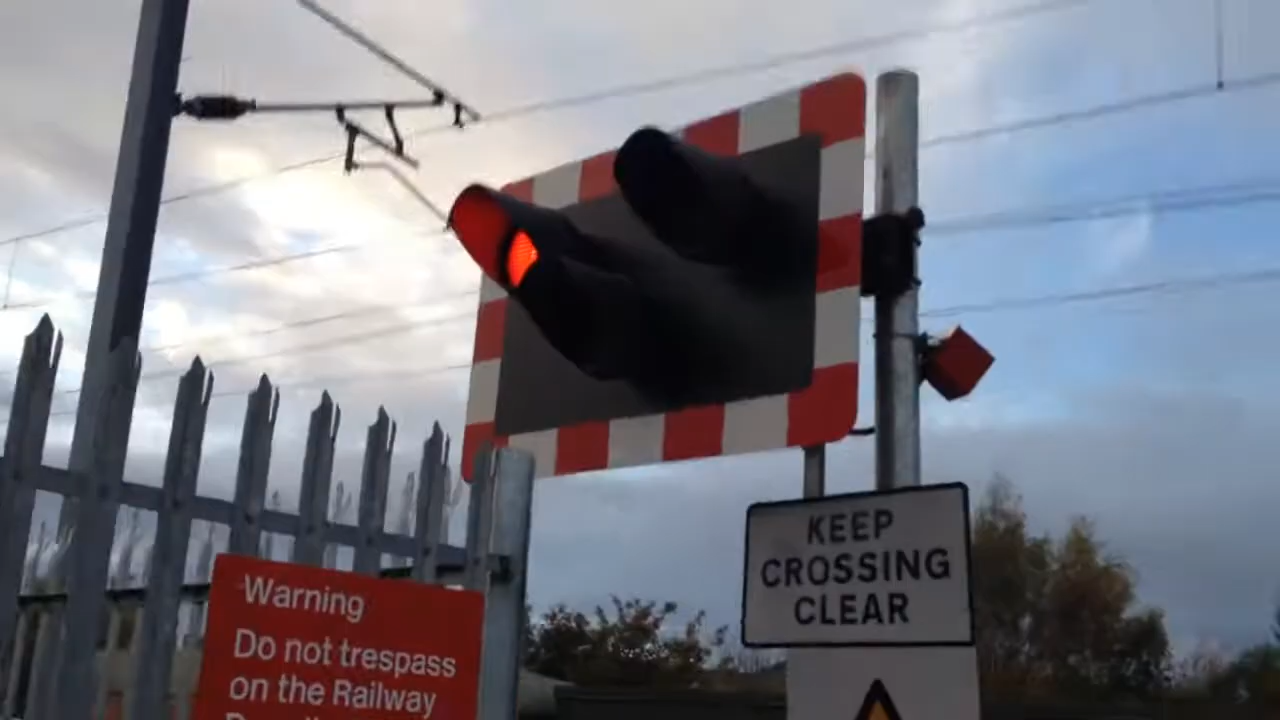 Warning
Do not trespass
on the Railway
KEEP
CROSSING
CLEAR